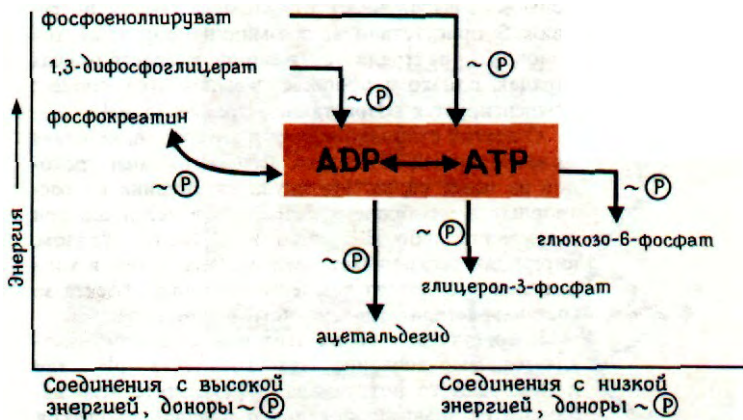 фосфоенолпируват
1,3-дифосфоглицерат
фосфокреатин
~P
~P
~P
ADP ATP
~P
~P
~P
глюкозо-6-фосфат
глицерол-3-фосфат
ацетальдегид
Энергия
Соединения с высокой
энергией, доноры ~P
Соединения с низкой
энергией, доноры ~P